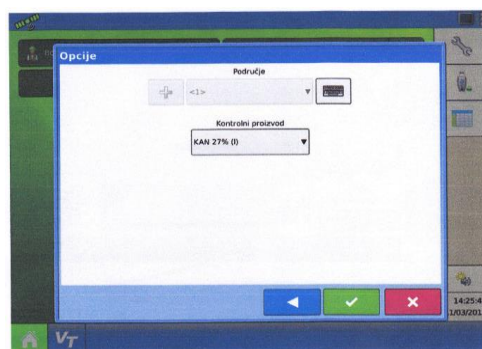 Opcije
Područje
<1>
Kontrolni proizvod
KAN 27% (l)
14:25:4
1/03/201
VT